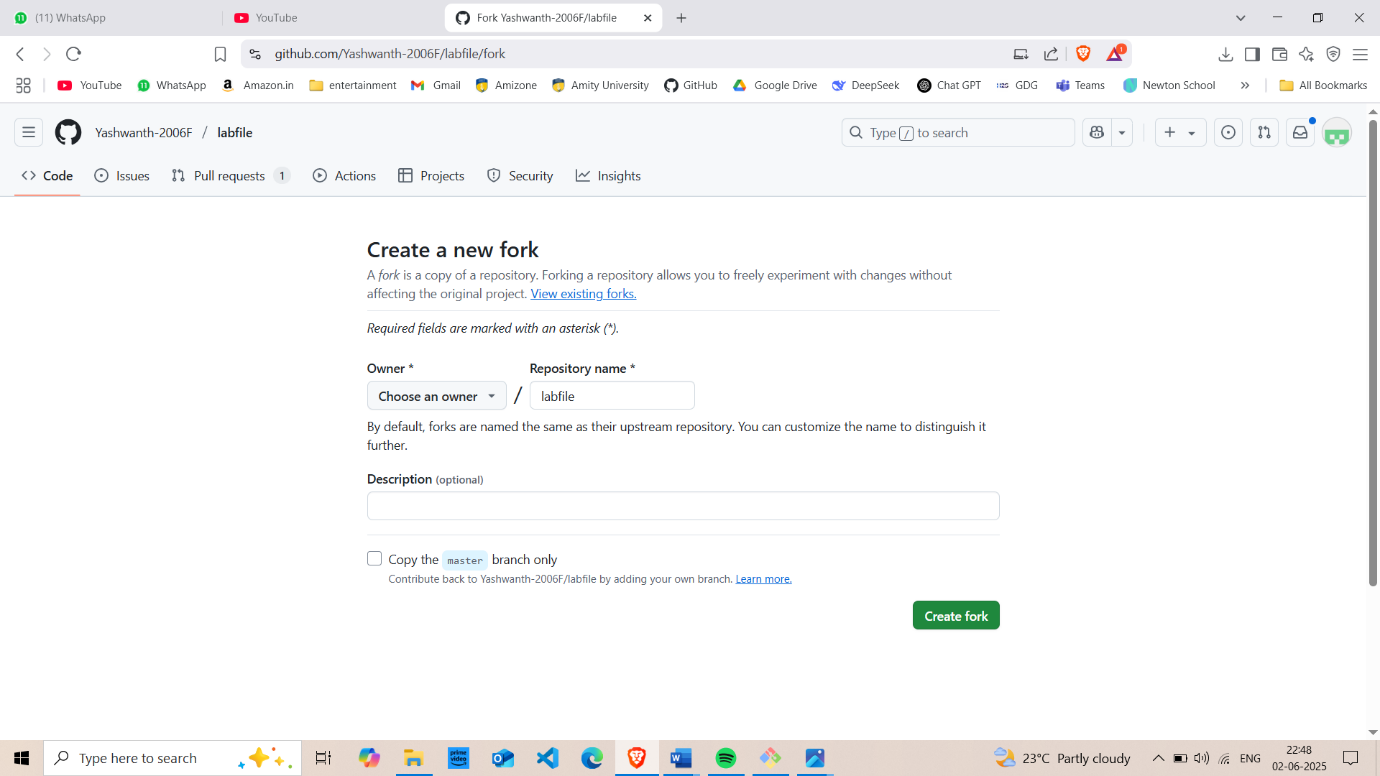 11 (11) WhatsApp
YouTube
Fork Yashwanth-2006F/labfile
github.com/Yashwanth-2006F/labfile/fork
1
YouTube
11 WhatsApp
a Amazon.in
entertainment
Gmail
Amizone
Amity University
GitHub
Google Drive
DeepSeek
Chat GPT
GDG
Teams
Newton School
»
All Bookmarks
Yashwanth-2006F / labfile
Type / to search
Code
Issues
Pull requests 1
Actions
Projects
Security
Insights
Create a new fork
A fork is a copy of a repository. Forking a repository allows you to freely experiment with changes without
affecting the original project. View existing forks.
Required fields are marked with an asterisk (*).
Owner *
Repository name *
Choose an owner
/
labfile
By default, forks are named the same as their upstream repository. You can customize the name to distinguish it
further.
Description (optional)
Copy the master branch only
Contribute back to Yashwanth-2006F/labfile by adding your own branch. Learn more.
Create fork
Type here to search
prime video
23°C Partly cloudy
ENG
22:48
02-06-2025